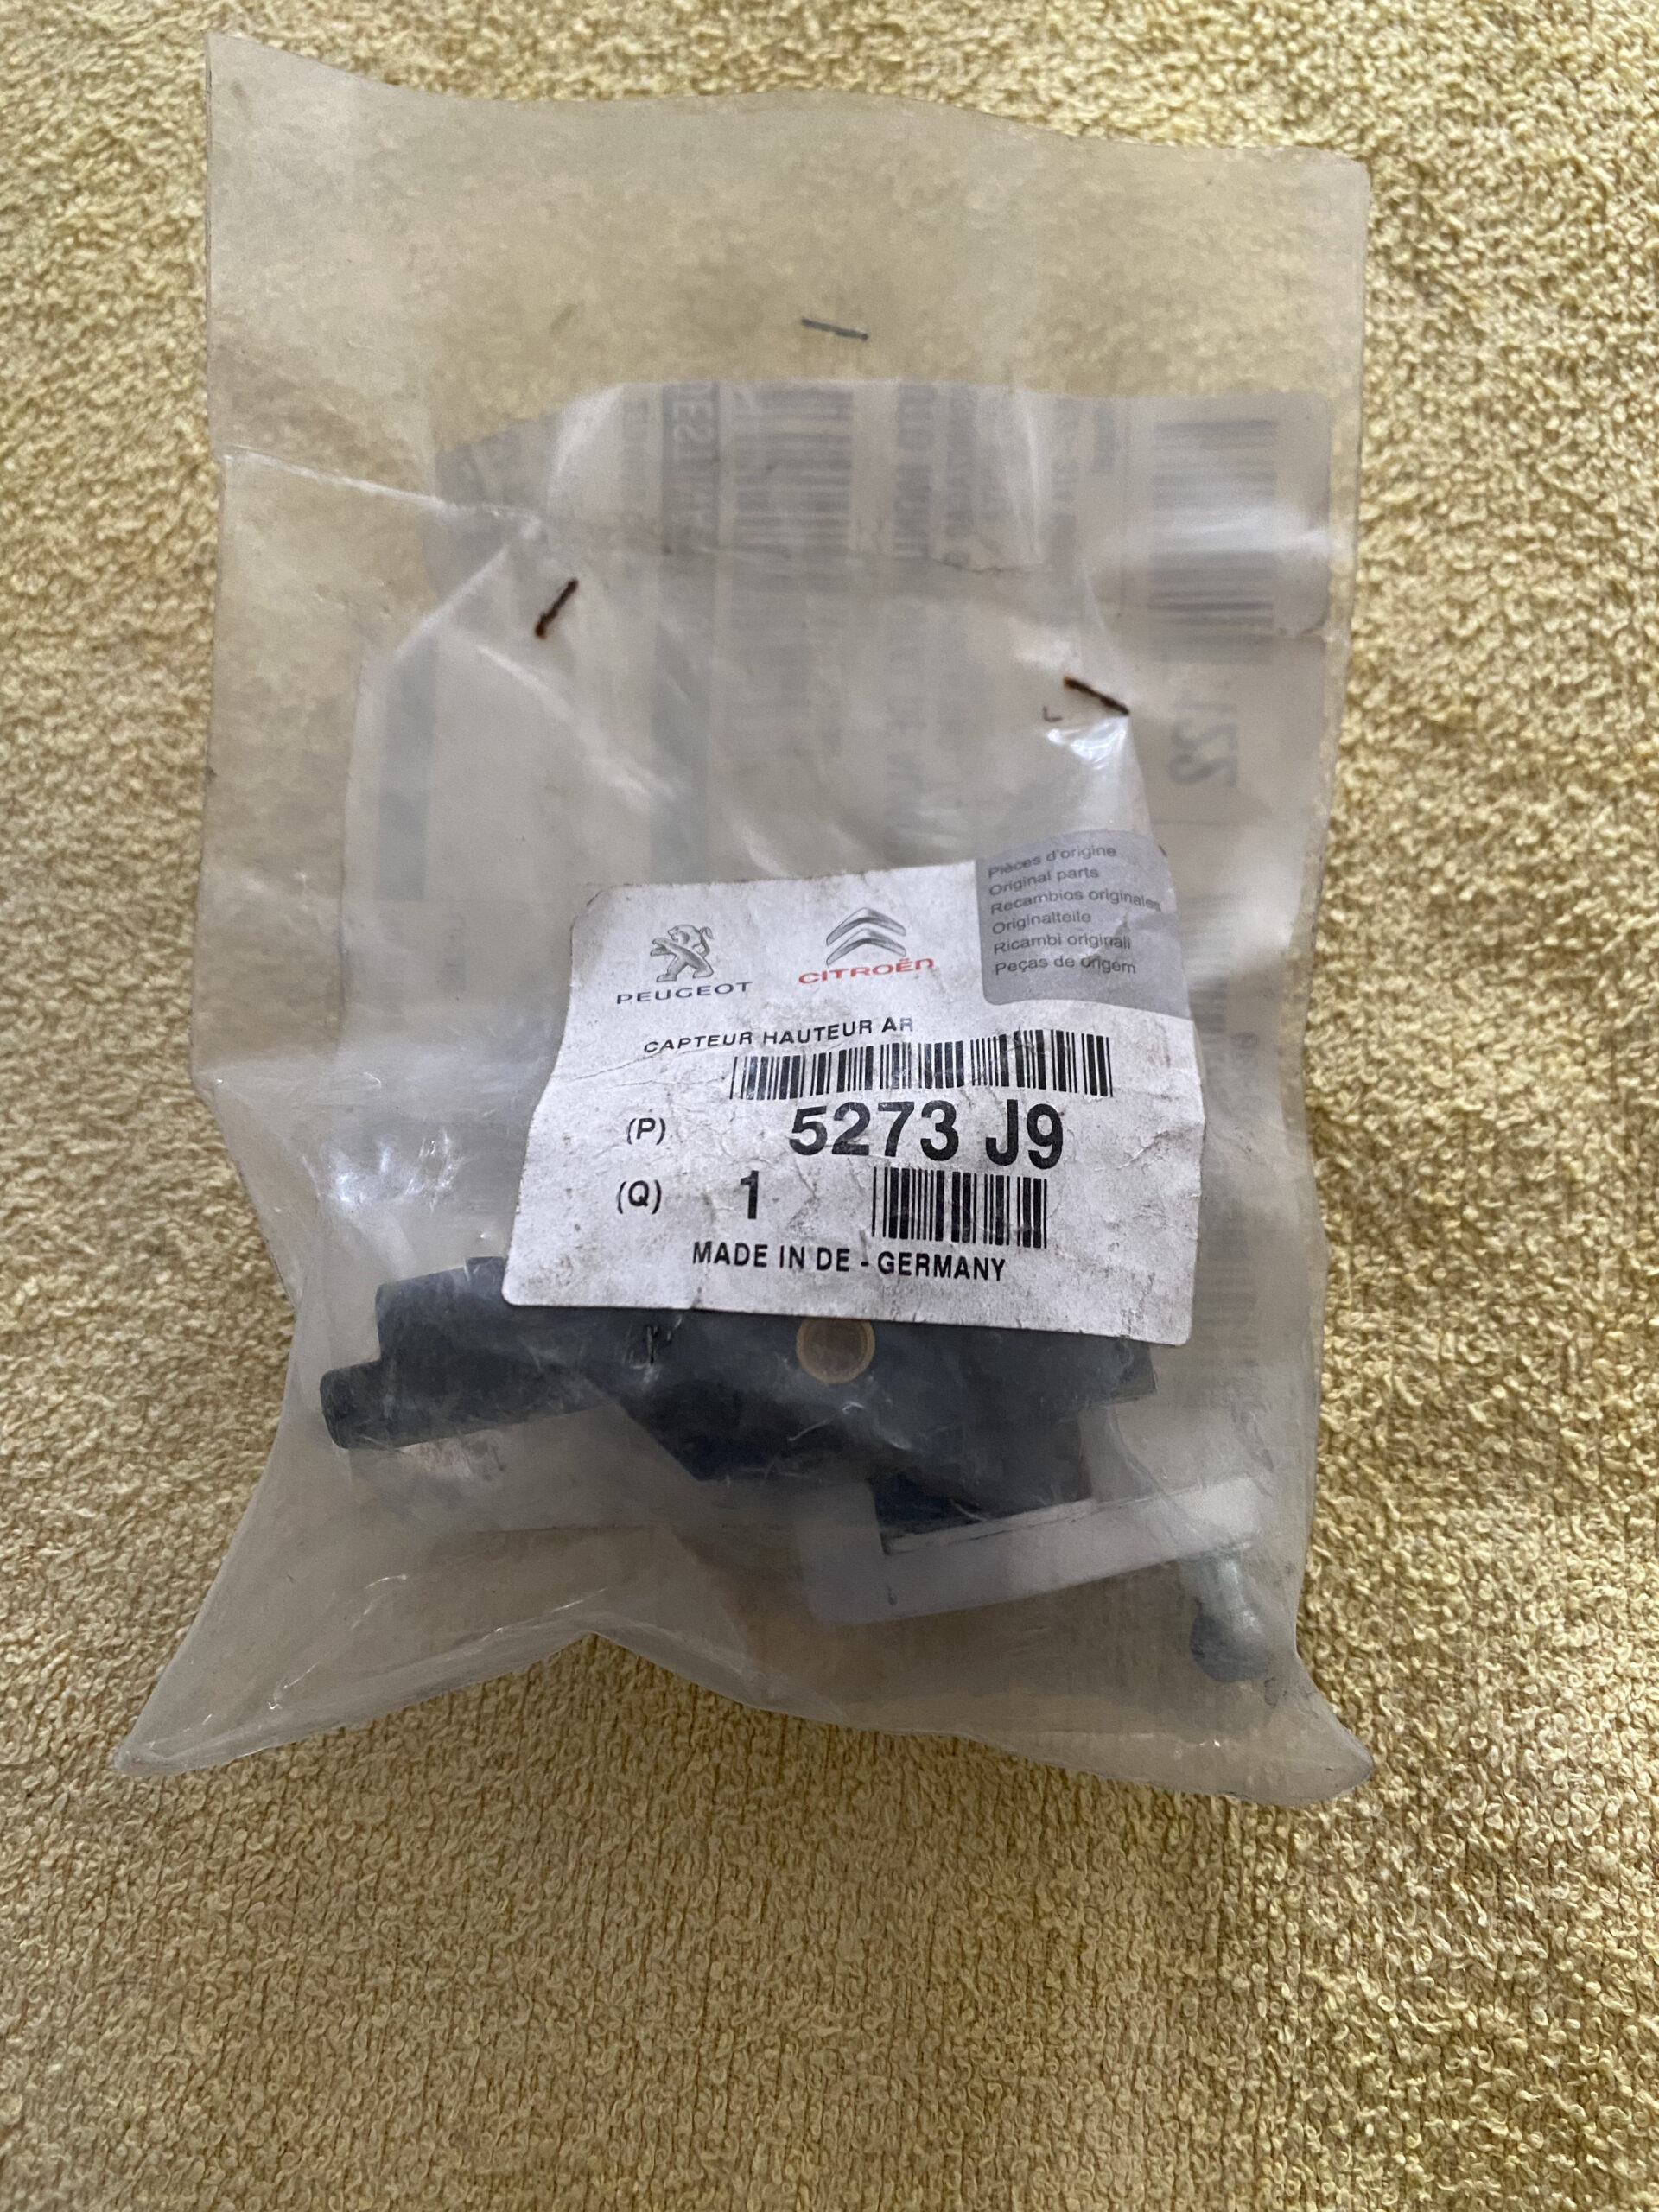 PEUGEOT
CITROËN
Pièces d'origine
Original parts
Recambios originales
Originalteile
Ricambi originali
Peças de origem
CAPTEUR HAUTEUR AR
(P) 5273 J9
(Q) 1
MADE IN DE - GERMANY